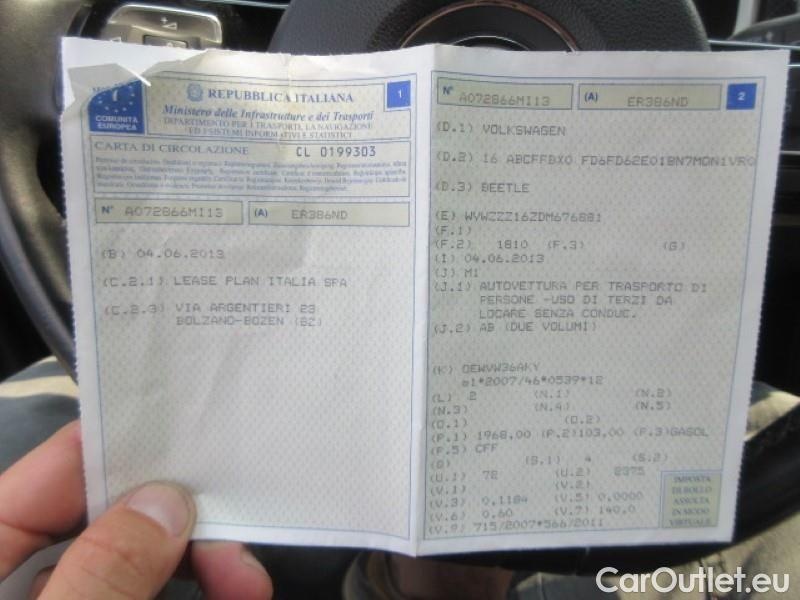 COMUNITÀ
EUROPEA
REPUBBLICA ITALIANA
1
Ministero delle Infrastrutture e dei Trasporti
DIPARTIMENTO PER I TRASPORTI, LA NAVIGAZIONE
ED I SISTEMI INFORMATIVI E STATISTICI
CARTA DI CIRCOLAZIONE CL 0199303
N° A072866MI13 (A) ER386ND
(B) 04.06.2013
(C.2.1) LEASE PLAN ITALIA SPA
(C.2.3) VIA ARGENTIERI 23
BOLZANO-BOZEN (BZ)
N° A072866MI13 (A) ER386ND 2
(D.1) VOLKSWAGEN
(D.2) 16 ABCFFBX0 FD6FD62E01BN7MDN1VR0
(D.3) BEETLE
(E) WVWZZZ16ZDM676881
(F.1)
(F.2) 1810 (F.3) (G)
(I) 04.06.2013
(J) M1
(J.1) AUTOVETTURA PER TRASPORTO DI
PERSONE -USO DI TERZI DA
LOCARE SENZA CONDUC.
(J.2) AB (DUE VOLUMI)
(K) OEWVW36AKY
e1*2007/46*0539*12
(L) 2 (N.1) (N.2)
(N.3) (N.4) (N.5)
(O.1) (O.2)
(P.1) 1968,00 (P.2)103,00 (P.3)GASOL
(P.5) CFF
(Q) (S.1) 4 (S.2)
(U.1) 72 (U.2) 2375
(V.1) (V.2)
(V.3) 0,1184 (V.5) 0,0000
(V.6) 0,60 (V.7) 140,0
(V.9) 715/2007*566/2011
IMPOSTA
DI BOLLO
ASSOLTA
IN MODO
VIRTUALE
CarOutlet.eu